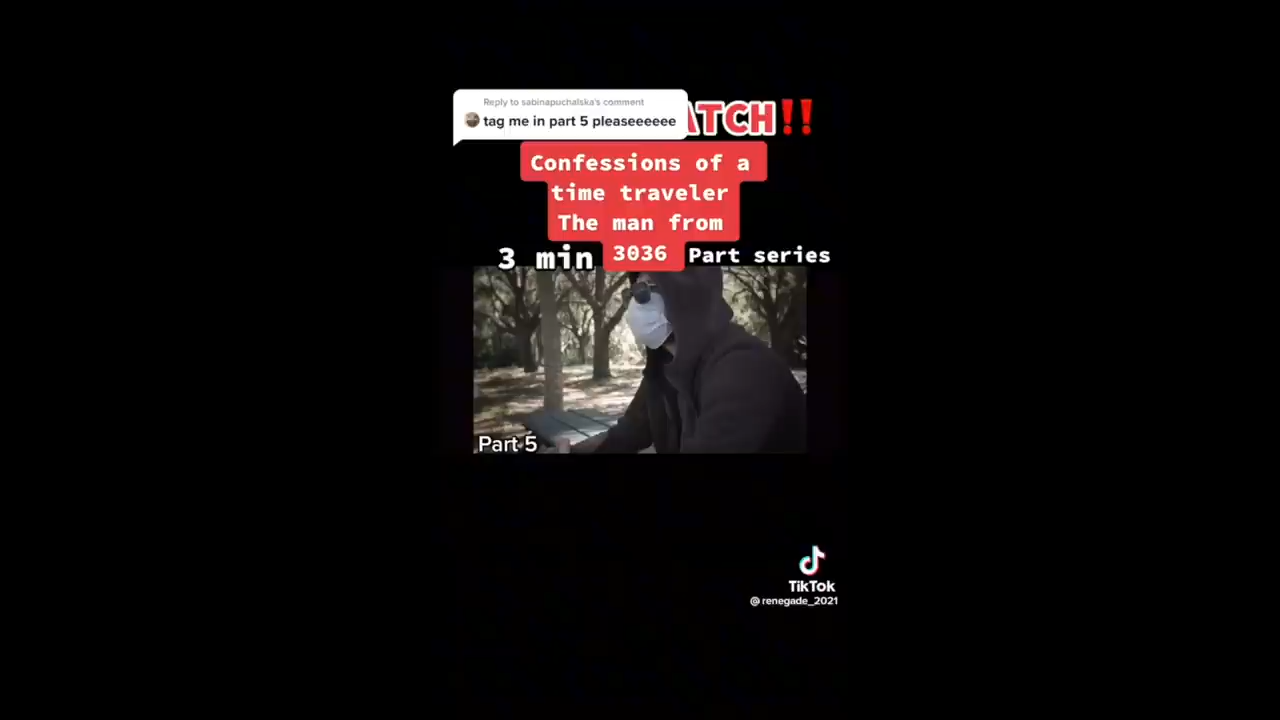 Reply to sabinapuchalska's comment
tag me in part 5 pleaseeeeee
ATCH‼
Confessions of a
time traveler
The man from
3 min 3036 Part series
Part 5
TikTok
@renegade_2021